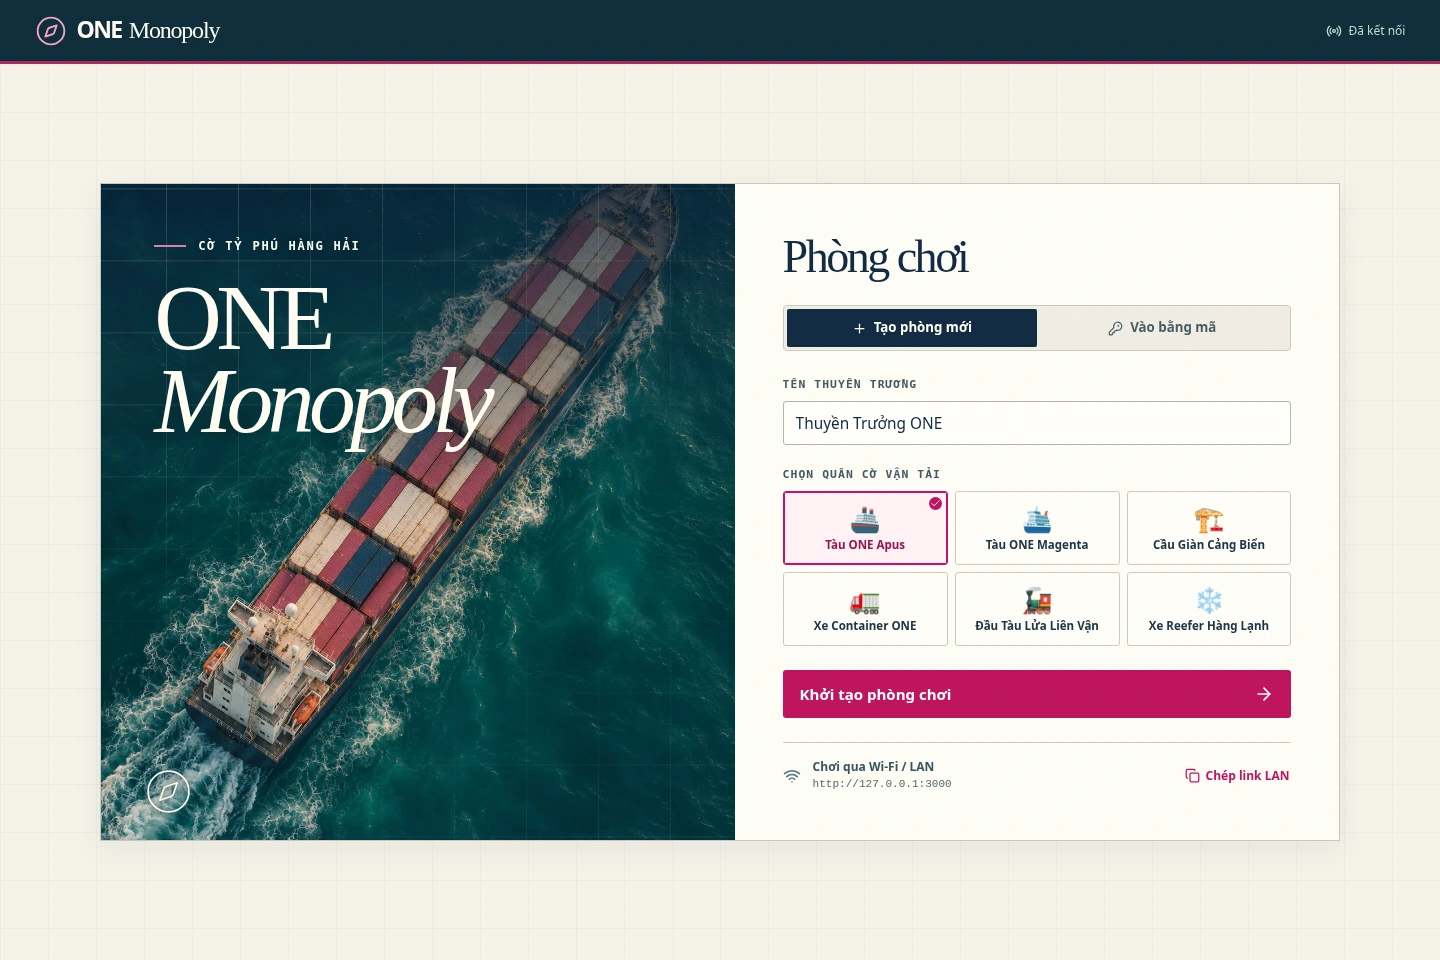 ONE Monopoly
Đã kết nối
CỜ TỶ PHÚ HÀNG HẢI
ONE
Monopoly
Phòng chơi
Tạo phòng mới
Vào bằng mã
TÊN THUYỀN TRƯỞNG
Thuyền Trưởng ONE
CHỌN QUÂN CỜ VẬN TẢI
Tàu ONE Apus
Tàu ONE Magenta
Cầu Giàn Cảng Biển
Xe Container ONE
Đầu Tàu Lửa Liên Vận
Xe Reefer Hàng Lạnh
Khởi tạo phòng chơi
Chơi qua Wi-Fi / LAN
http://127.0.0.1:3000
Chép link LAN